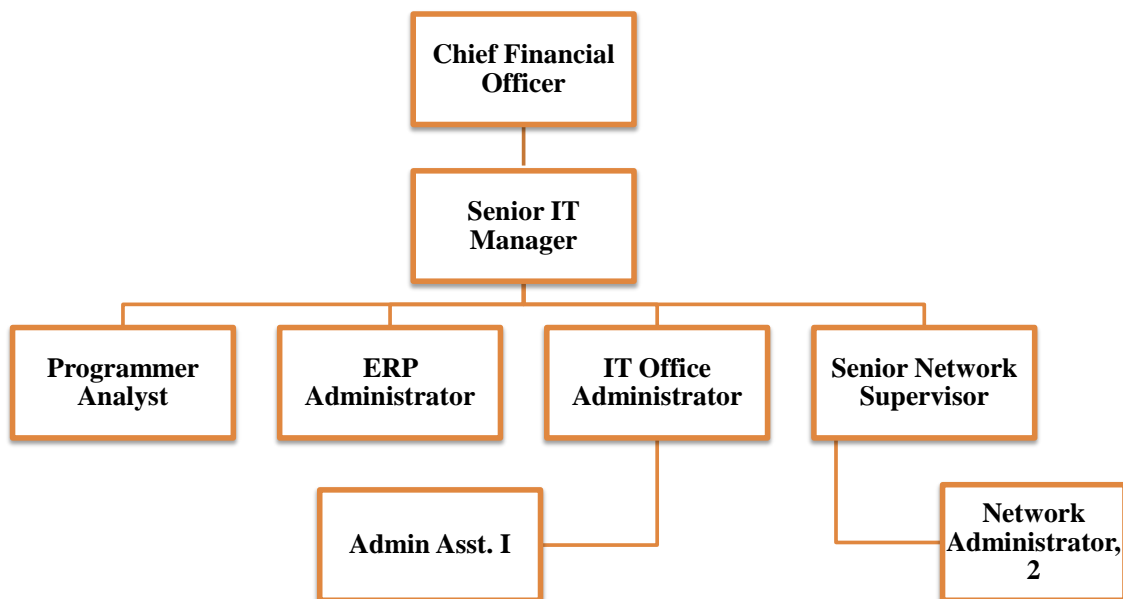 Chief Financial
Officer
Senior IT
Manager
Programmer
Analyst
ERP
Administrator
IT Office
Administrator
Senior Network
Supervisor
Admin Asst. I
Network
Administrator,
2